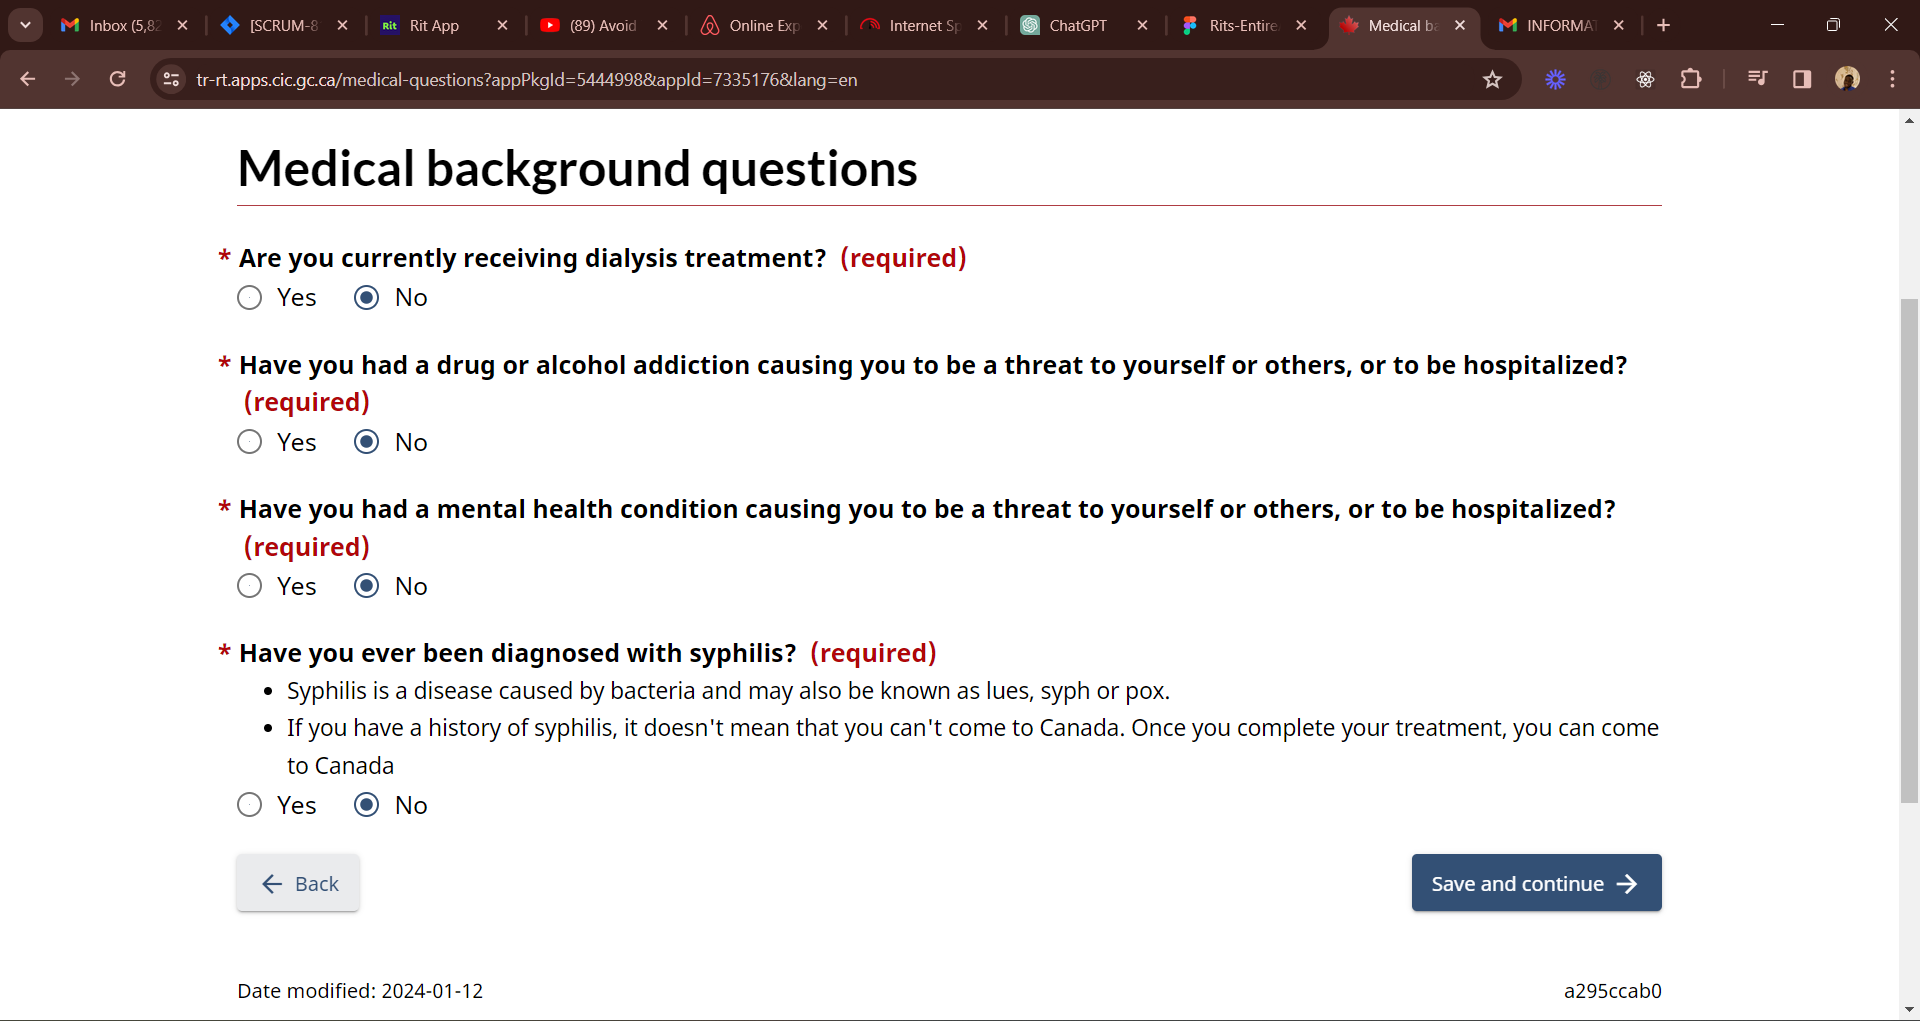 Inbox (5,82
[SCRUM-8
Rit
Rit App
(89) Avoid
Online Exp
Internet Sp
ChatGPT
Rits-Entire
Medical ba
INFORMAT
tr-rt.apps.cic.gc.ca/medical-questions?appPkgId=5444998&appId=7335176&lang=en
Medical background questions
* Are you currently receiving dialysis treatment? (required)
Yes No
* Have you had a drug or alcohol addiction causing you to be a threat to yourself or others, or to be hospitalized?
(required)
Yes No
* Have you had a mental health condition causing you to be a threat to yourself or others, or to be hospitalized?
(required)
Yes No
* Have you ever been diagnosed with syphilis? (required)
• Syphilis is a disease caused by bacteria and may also be known as lues, syph or pox.
• If you have a history of syphilis, it doesn't mean that you can't come to Canada. Once you complete your treatment, you can come
to Canada
Yes No
Back
Save and continue
Date modified: 2024-01-12
a295ccab0